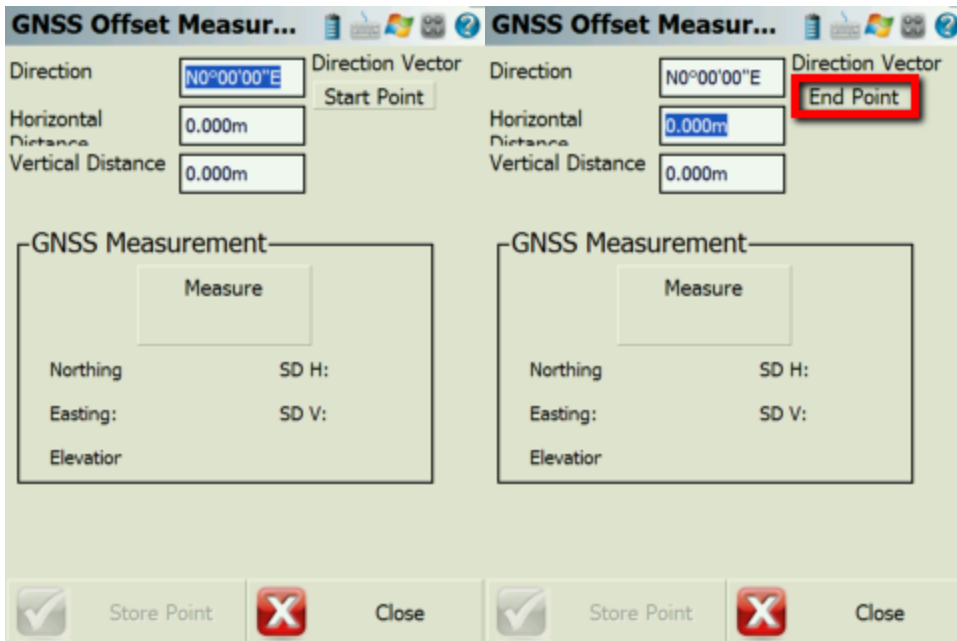 GNSS Offset Measur...
Direction
N0°00'00"E
Direction Vector
Start Point
Horizontal
Distance
0.000m
Vertical Distance
0.000m
GNSS Measurement
Measure
Northing
SD H:
Easting:
SD V:
Elevatior
Store Point
Close
GNSS Offset Measur...
Direction
N0°00'00"E
Direction Vector
End Point
Horizontal
Distance
0.000m
Vertical Distance
0.000m
GNSS Measurement
Measure
Northing
SD H:
Easting:
SD V:
Elevatior
Store Point
Close